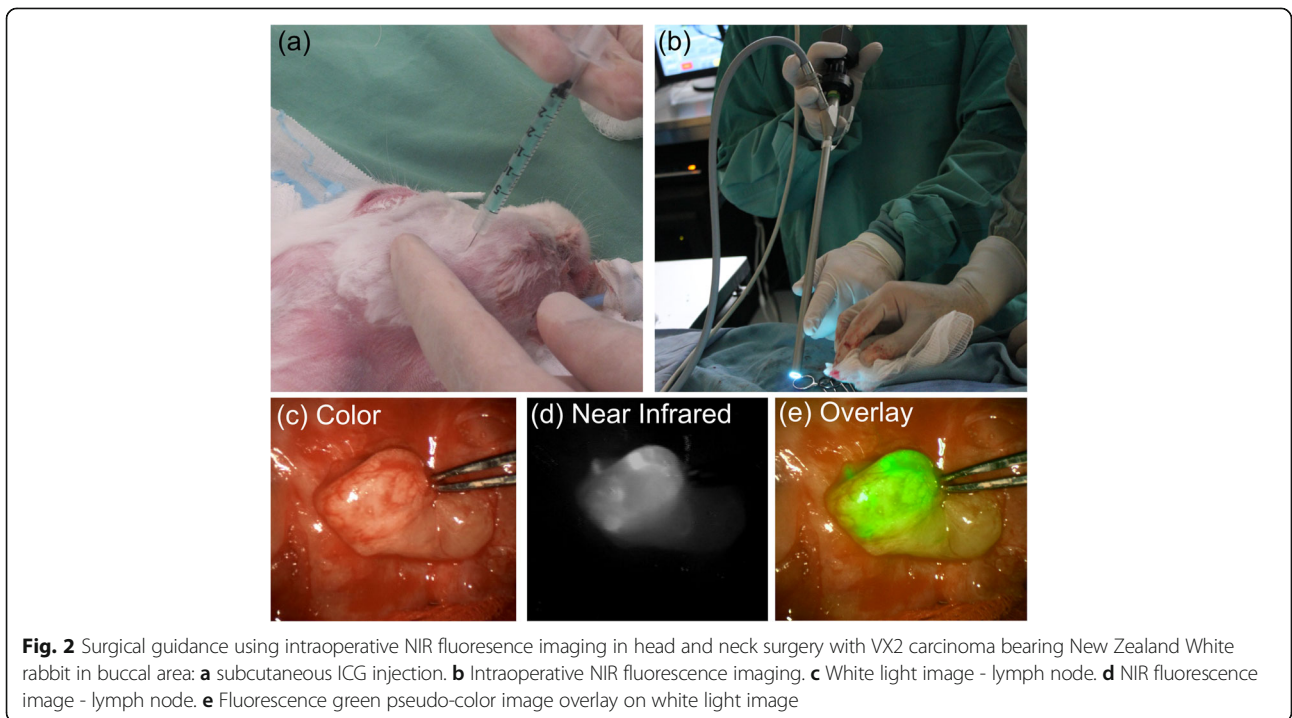 (a)
(b)
(c) Color
(d) Near Infrared
(e) Overlay
Fig. 2 Surgical guidance using intraoperative NIR fluoresence imaging in head and neck surgery with VX2 carcinoma bearing New Zealand White
rabbit in buccal area: a subcutaneous ICG injection. b Intraoperative NIR fluorescence imaging. c White light image - lymph node. d NIR fluorescence
image - lymph node. e Fluorescence green pseudo-color image overlay on white light image